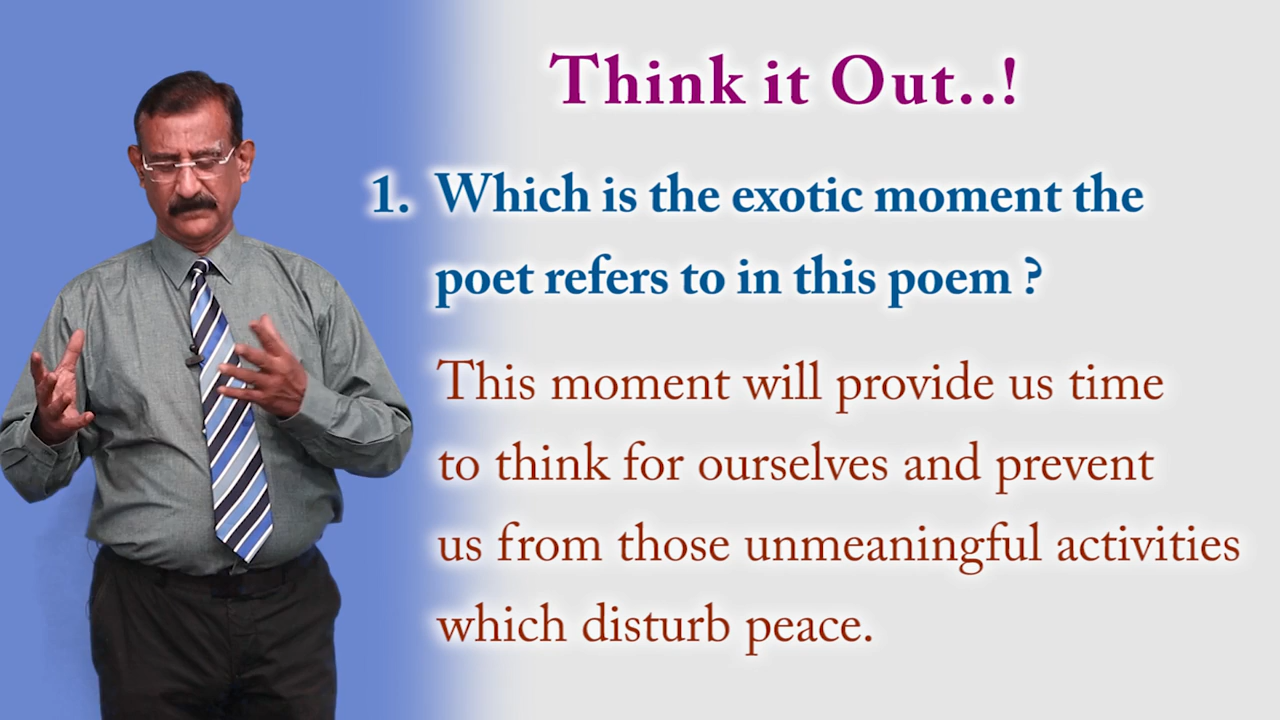 Think it Out..!
1. Which is the exotic moment the
poet refers to in this poem ?
This moment will provide us time
to think for ourselves and prevent
us from those unmeaningful activities
which disturb peace.